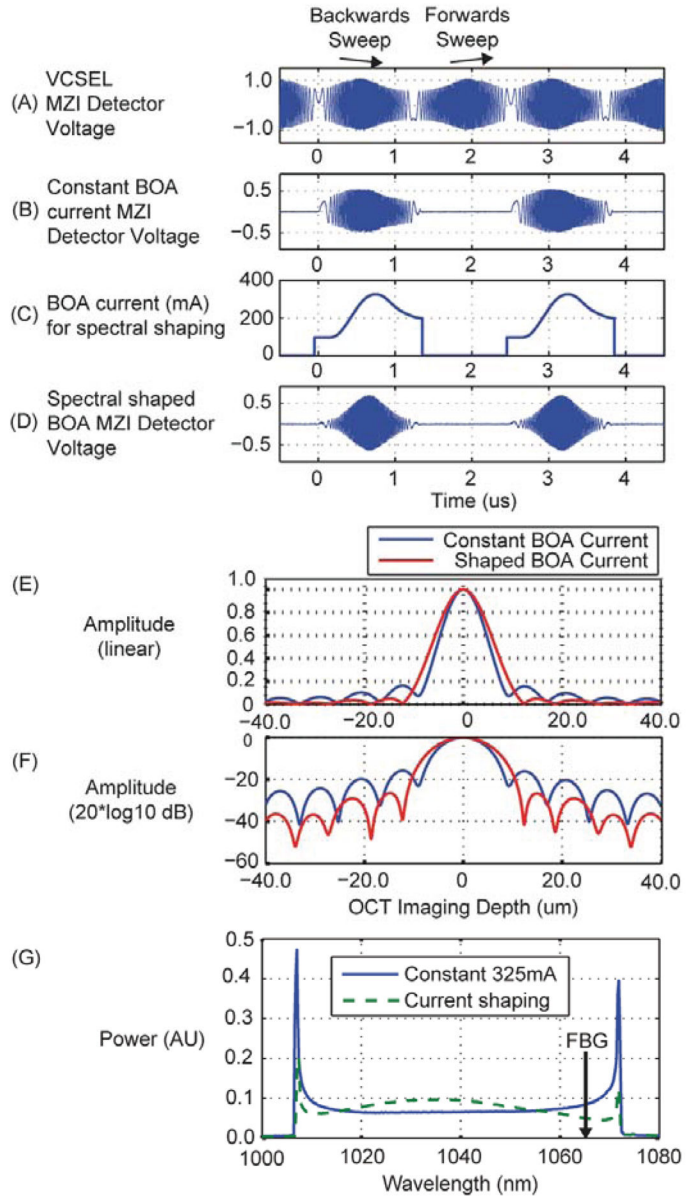 Backwards Sweep
Forwards Sweep
(A)
VCSEL
MZI Detector
Voltage
1.0
−1.0
0 1 2 3 4
(B)
Constant BOA
current MZI
Detector Voltage
0.5
−0.5
0 1 2 3 4
(C)
BOA current (mA)
for spectral shaping
400
200
0
0 1 2 3 4
(D)
Spectral shaped
BOA MZI Detector
Voltage
0.5
−0.5
0 1 2 3 4
Time (us)
Constant BOA Current
Shaped BOA Current
(E)
Amplitude
(linear)
1.0
0.8
0.6
0.4
0.2
0
−40.0 −20.0 0 20.0 40.0
(F)
Amplitude
(20*log10 dB)
0
−20
−40
−60
−40.0 −20.0 0 20.0 40.0
OCT Imaging Depth (um)
(G)
Power (AU)
0.5
0.4
0.3
0.2
0.1
0.0
Constant 325mA
Current shaping
FBG
1000 1020 1040 1060 1080
Wavelength (nm)